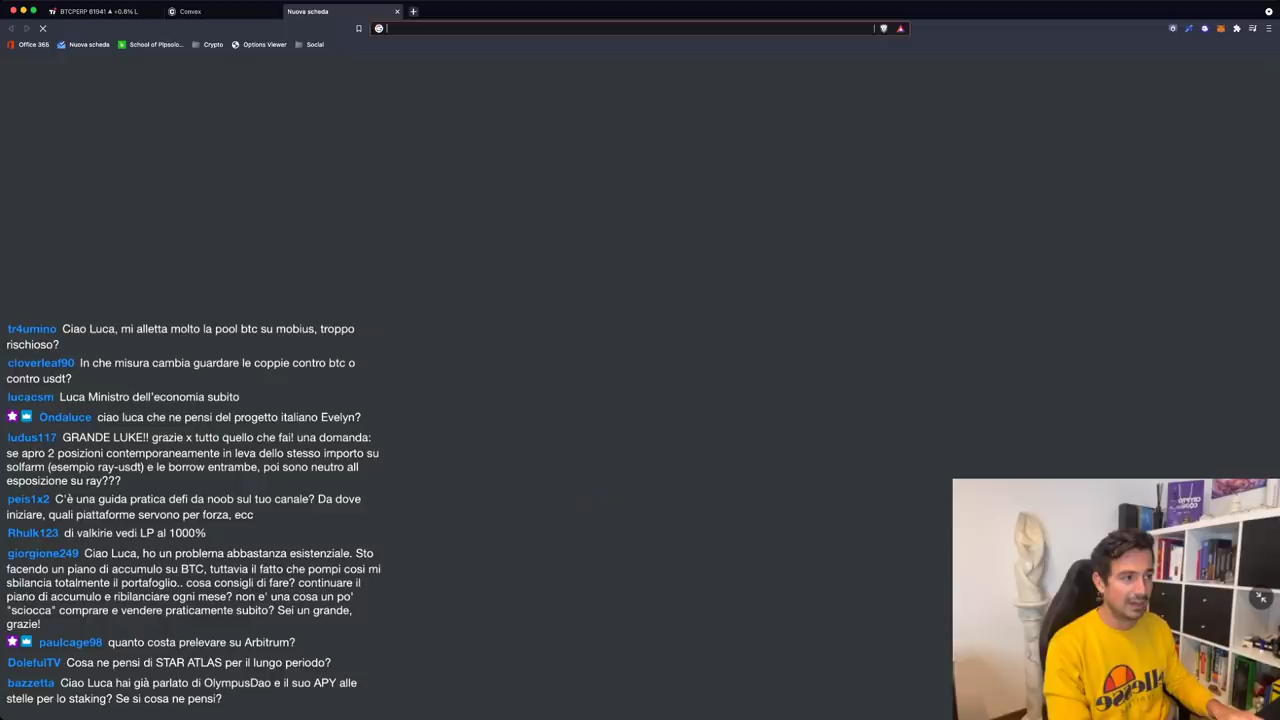 BTCPERP 61941 ▲ +0.8% L
Convex
Nuova scheda
Office 365
Nuova scheda
School of Pipsolo...
Crypto
Options Viewer
Social
tr4umino Ciao Luca, mi alletta molto la pool btc su mobius, troppo
rischioso?
cloverleaf90 In che misura cambia guardare le coppie contro btc o
contro usdt?
lucacsm Luca Ministro dell'economia subito
Ondaluce ciao luca che ne pensi del progetto italiano Evelyn?
ludus117 GRANDE LUKE!! grazie x tutto quello che fai! una domanda:
se apro 2 posizioni contemporaneamente in leva dello stesso importo su
solfarm (esempio ray-usdt) e le borrow entrambe, poi sono neutro all
esposizione su ray???
peis1x2 C'è una guida pratica defi da noob sul tuo canale? Da dove
iniziare, quali piattaforme servono per forza, ecc
Rhulk123 di valkirie vedi LP al 1000%
giorgione249 Ciao Luca, ho un problema abbastanza esistenziale. Sto
facendo un piano di accumulo su BTC, tuttavia il fatto che pompi cosi mi
sbilancia totalmente il portafoglio.. cosa consigli di fare? continuare il
piano di accumulo e ribilanciare ogni mese? non e' una cosa un po'
"sciocca" comprare e vendere praticamente subito? Sei un grande,
grazie!
paulcage98 quanto costa prelevare su Arbitrum?
DolefulTV Cosa ne pensi di STAR ATLAS per il lungo periodo?
bazzetta Ciao Luca hai già parlato di OlympusDao e il suo APY alle
stelle per lo staking? Se si cosa ne pensi?
CRYPTO
ellesse